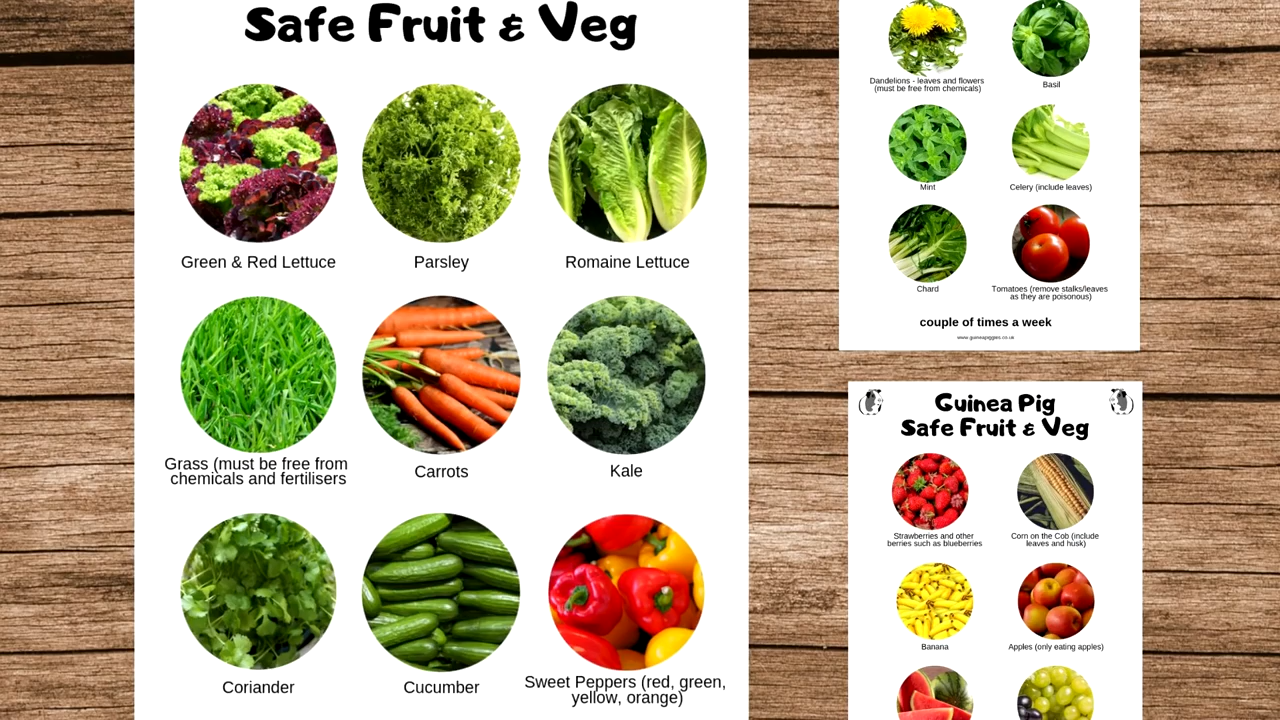 Safe Fruit & Veg
Green & Red Lettuce
Parsley
Romaine Lettuce
Grass (must be free from
chemicals and fertilisers
Carrots
Kale
Coriander
Cucumber
Sweet Peppers (red, green,
yellow, orange)
Dandelions - leaves and flowers
(must be free from chemicals)
Basil
Mint
Celery (include leaves)
Chard
Tomatoes (remove stalks/leaves
as they are poisonous)
couple of times a week
www.guineapiggies.co.uk
Guinea Pig
Safe Fruit & Veg
Strawberries and other
berries such as blueberries
Corn on the Cob (include
leaves and husk)
Banana
Apples (only eating apples)